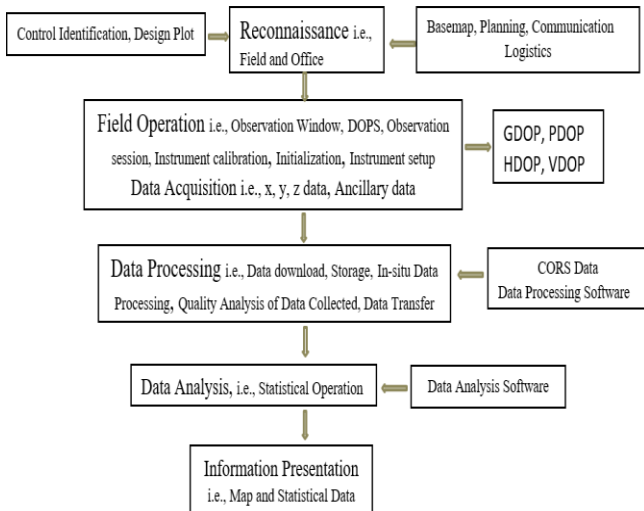 Control Identification, Design Plot
Reconnaissance i.e.,
Field and Office
Basemap, Planning, Communication
Logistics
Field Operation i.e., Observation Window, DOPS, Observation
session, Instrument calibration, Initialization, Instrument setup
Data Acquisition i.e., x, y, z data, Ancillary data
GDOP, PDOP
HDOP, VDOP
Data Processing i.e., Data download, Storage, In-situ Data
Processing, Quality Analysis of Data Collected, Data Transfer
CORS Data
Data Processing Software
Data Analysis, i.e., Statistical Operation
Data Analysis Software
Information Presentation
i.e., Map and Statistical Data